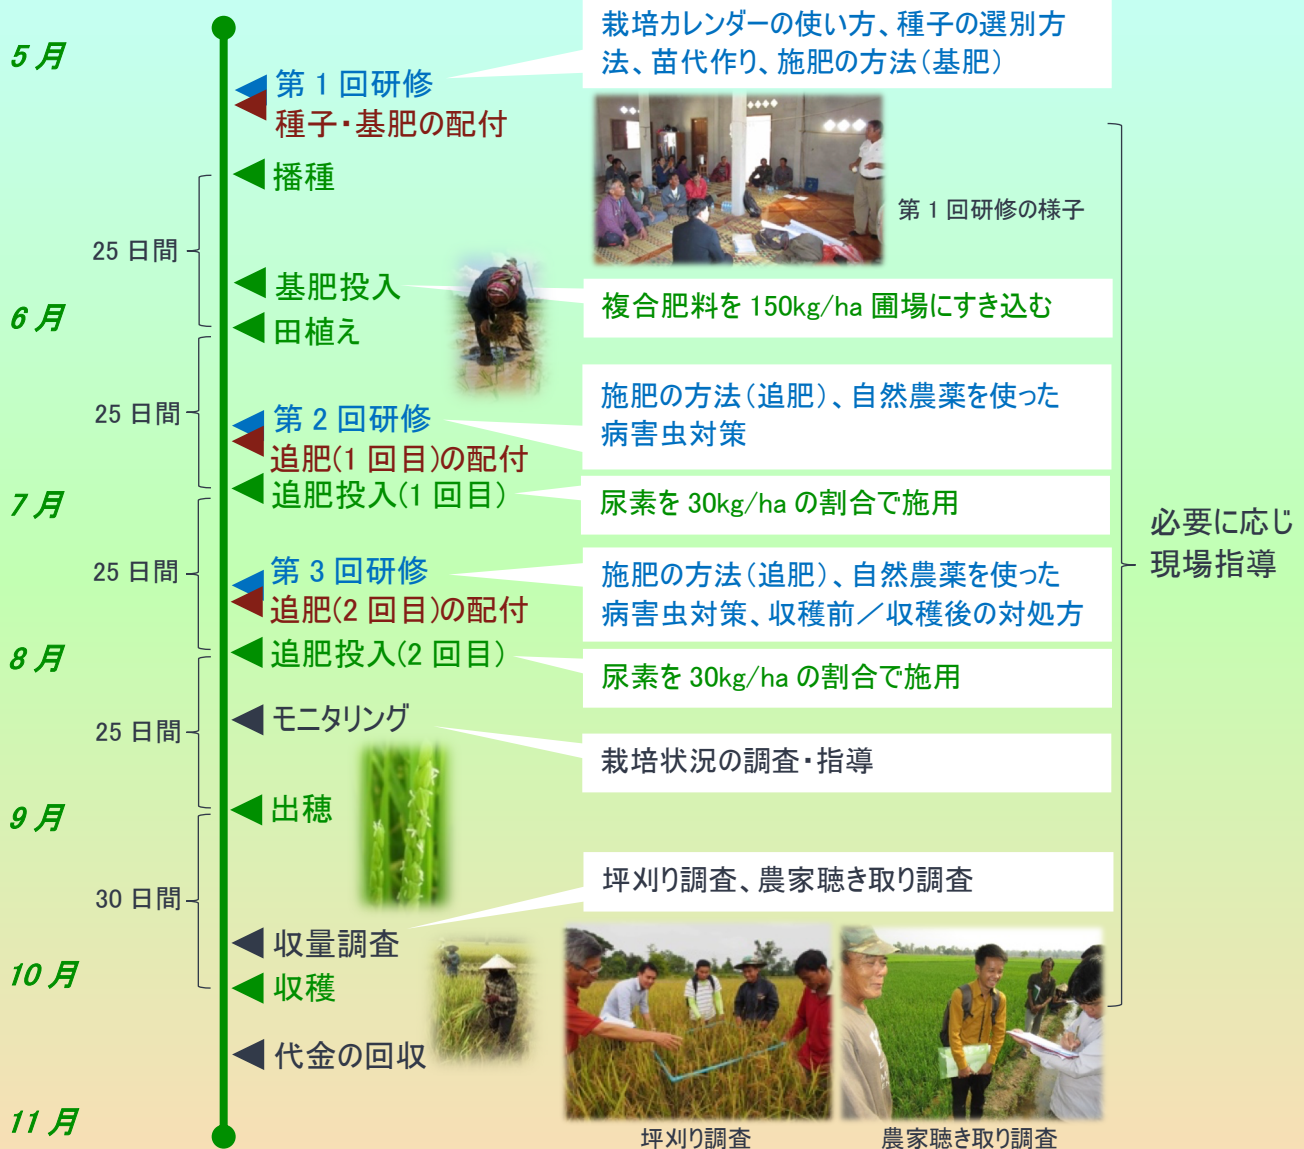 5 月
第 1 回研修
種子・基肥の配付
栽培カレンダーの使い方、種子の選別方
法、苗代作り、施肥の方法（基肥）
第 1 回研修の様子
播種
25 日間
基肥投入
複合肥料を 150kg/ha 圃場にすき込む
6 月
田植え
25 日間
第 2 回研修
追肥(1 回目)の配付
施肥の方法（追肥）、自然農薬を使った
病害虫対策
追肥投入(1 回目)
尿素を 30kg/ha の割合で施用
7 月
必要に応じ
現場指導
25 日間
第 3 回研修
追肥(2 回目)の配付
施肥の方法（追肥）、自然農薬を使った
病害虫対策、収穫前／収穫後の対処方
8 月
追肥投入(2 回目)
尿素を 30kg/ha の割合で施用
25 日間
モニタリング
栽培状況の調査・指導
9 月
出穂
30 日間
収量調査
坪刈り調査、農家聴き取り調査
10 月
収穫
代金の回収
11 月
坪刈り調査
農家聴き取り調査